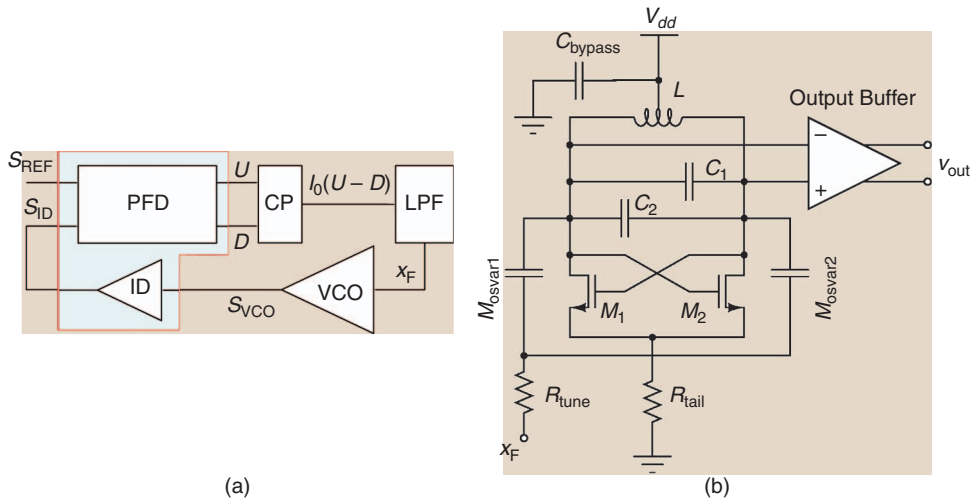 S_REF
S_ID
PFD
U
D
CP
I_0(U – D)
LPF
x_F
ID
S_VCO
VCO
(a)
V_dd
C_bypass
L
Output Buffer
–
+
v_out
C_1
C_2
M_osvar1
M_osvar2
M_1
M_2
R_tune
R_tail
x_F
(b)